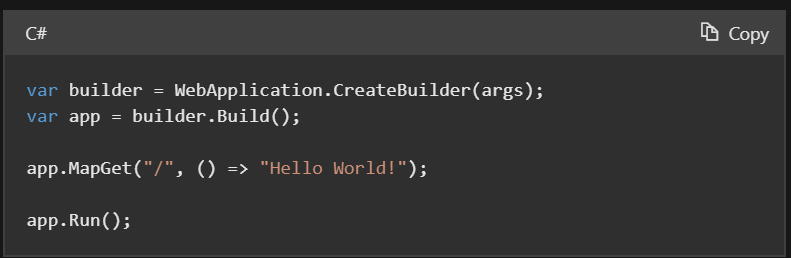 C#
Copy
var builder = WebApplication.CreateBuilder(args);
var app = builder.Build();
app.MapGet("/", () => "Hello World!");
app.Run();